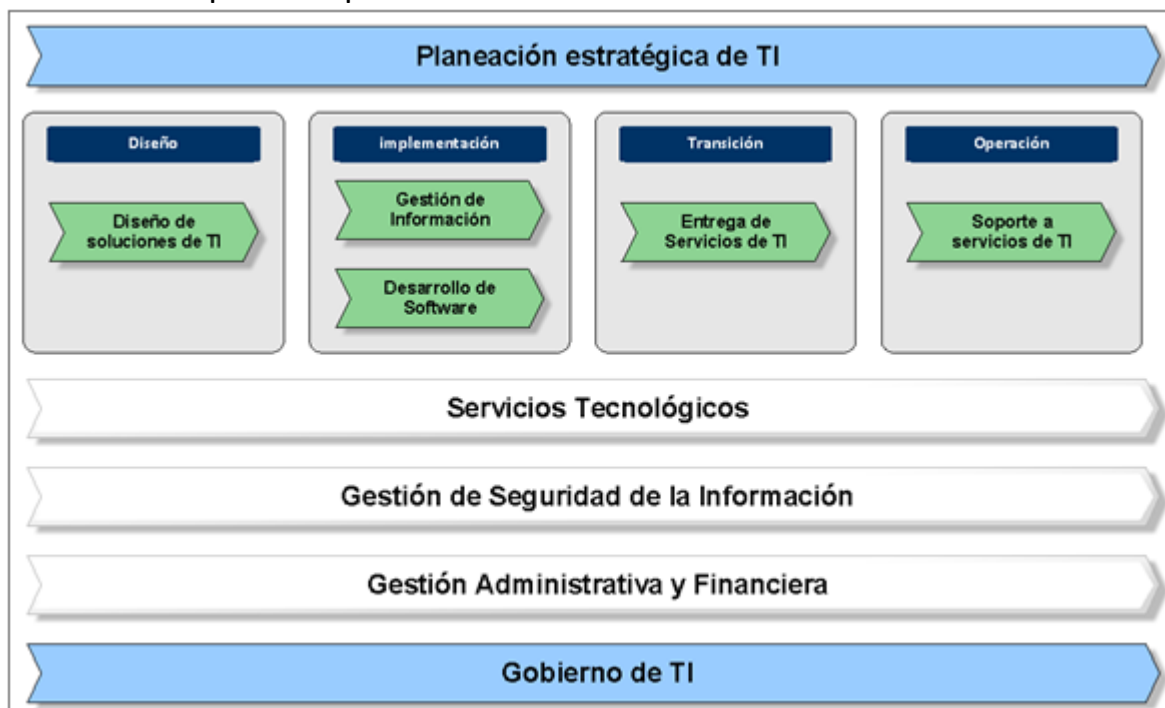 Planeación estratégica de TI
Diseño
implementación
Transición
Operación
Diseño de
soluciones de TI
Gestión de
Información
Desarrollo de
Software
Entrega de
Servicios de TI
Soporte a
servicios de TI
Servicios Tecnológicos
Gestión de Seguridad de la Información
Gestión Administrativa y Financiera
Gobierno de TI